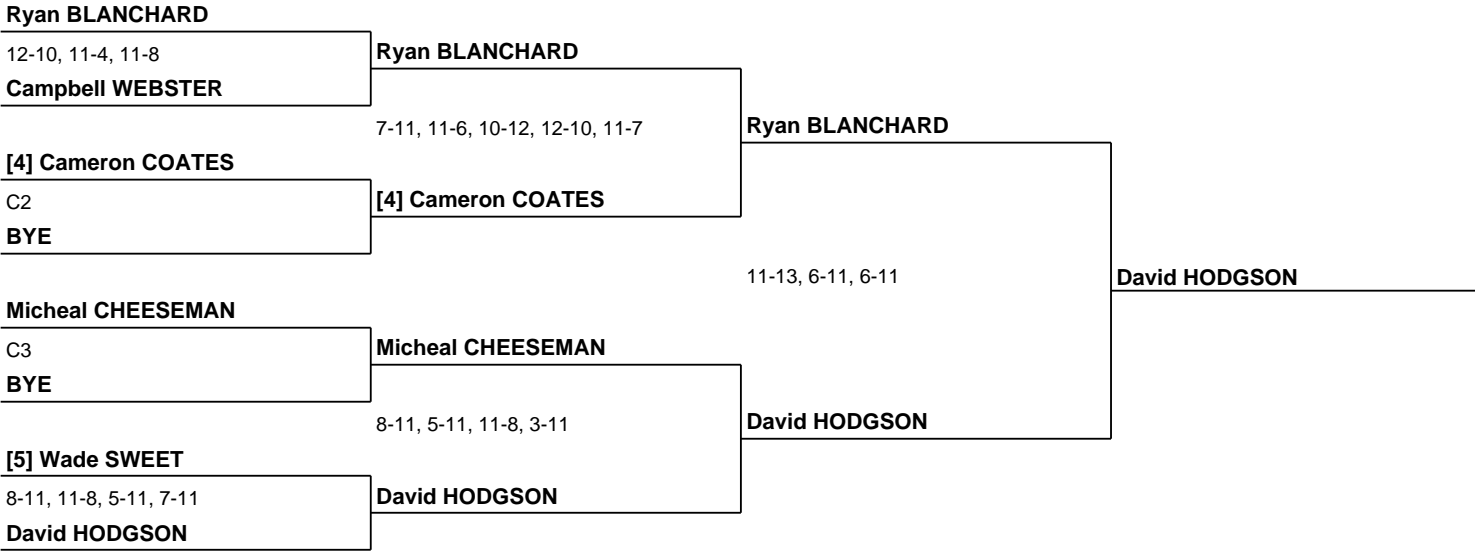 Ryan BLANCHARD
12-10, 11-4, 11-8
Campbell WEBSTER
[4] Cameron COATES
C2
BYE
Micheal CHEESEMAN
C3
BYE
[5] Wade SWEET
8-11, 11-8, 5-11, 7-11
David HODGSON
Ryan BLANCHARD
7-11, 11-6, 10-12, 12-10, 11-7
[4] Cameron COATES
Micheal CHEESEMAN
8-11, 5-11, 11-8, 3-11
David HODGSON
Ryan BLANCHARD
11-13, 6-11, 6-11
David HODGSON
David HODGSON